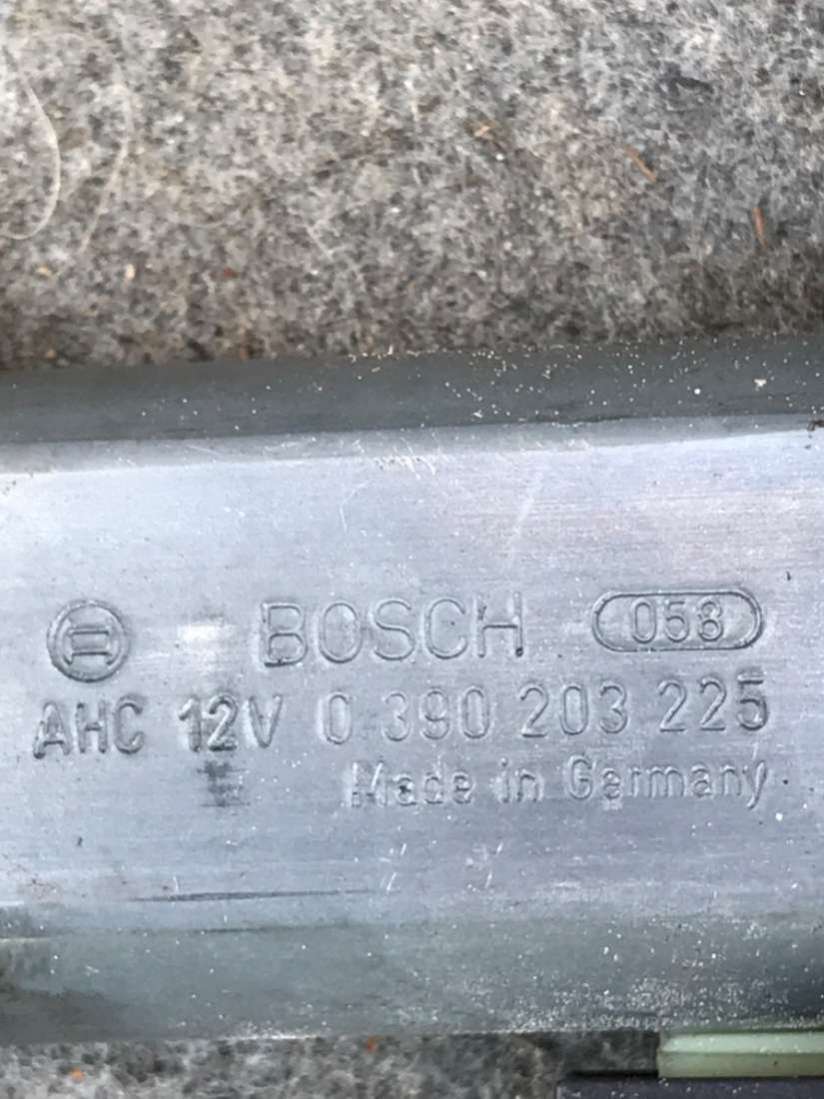 BOSCH 058
AHC 12V 0 390 203 225
Made in Germany